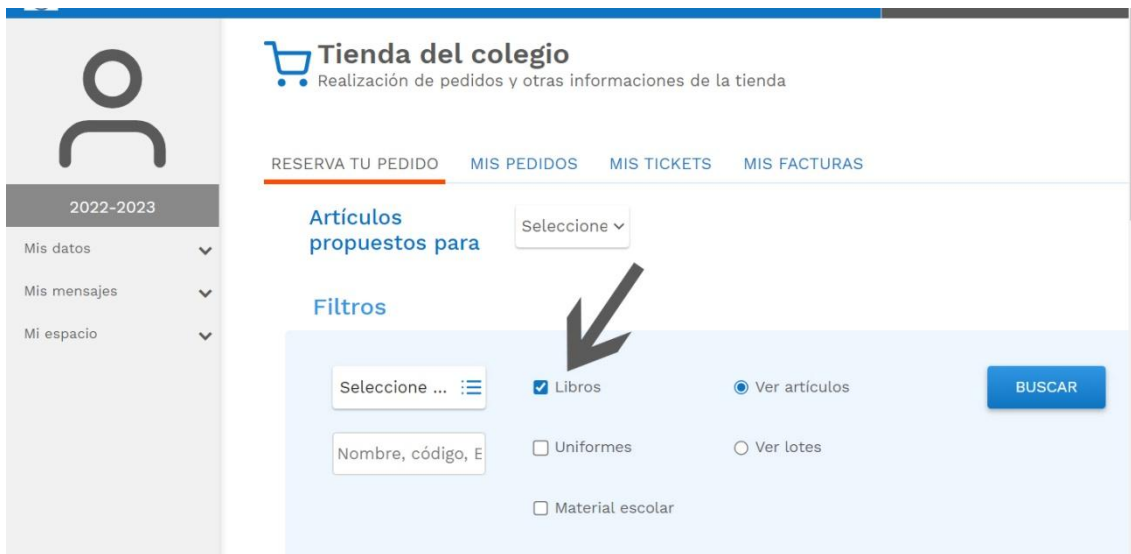 Tienda del colegio
Realización de pedidos y otras informaciones de la tienda
RESERVA TU PEDIDO MIS PEDIDOS MIS TICKETS MIS FACTURAS
2022-2023
Mis datos
Mis mensajes
Mi espacio
Artículos
propuestos para
Seleccione
Filtros
Seleccione ... Libros Ver artículos BUSCAR
Nombre, código, E Uniformes Ver lotes
Material escolar